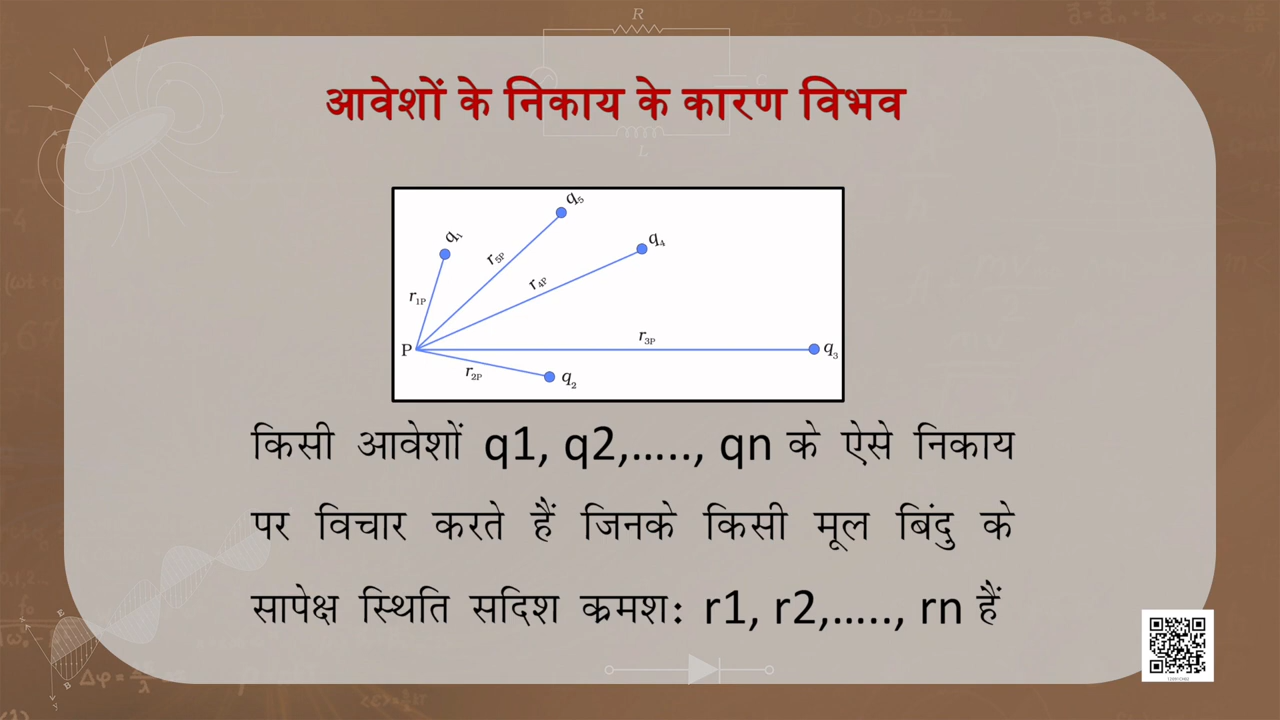 आवेशों के निकाय के कारण विभव
q₁
q₅
q₄
r₅P
r₄P
r₁P
r₃P
P
q₃
r₂P
q₂
किसी आवेशों q1, q2,....., qn के ऐसे निकाय
पर विचार करते हैं जिनके किसी मूल बिंदु के
सापेक्ष स्थिति सदिश क्रमश: r1, r2,....., rn हैं
R
L